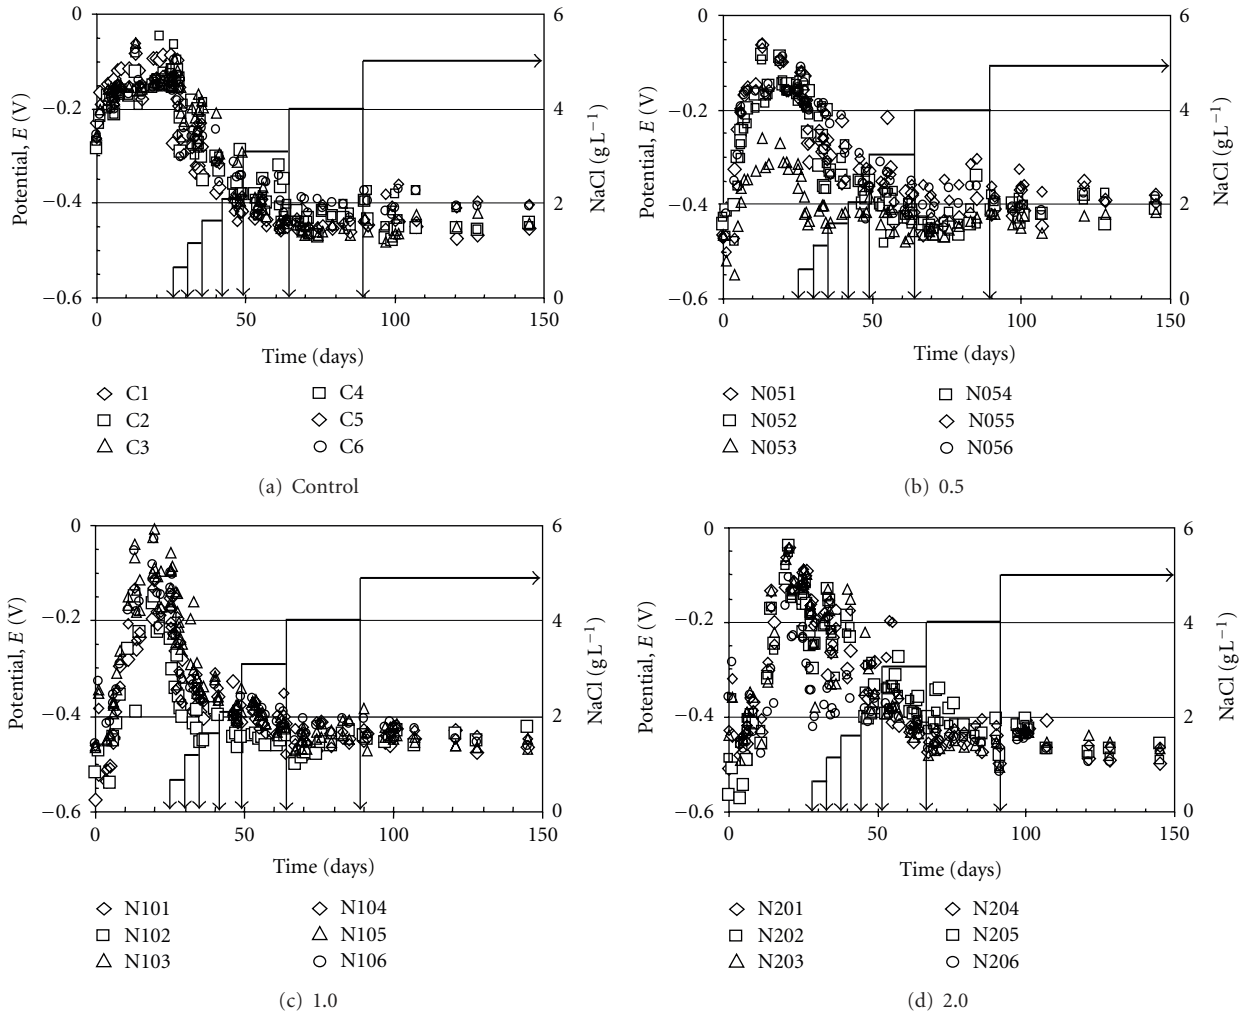 0
−0.2
−0.4
−0.6
Potential, E (V)
6
4
2
0
NaCl (g L⁻¹)
0 50 100 150
Time (days)
C1 C4
C2 C5
C3 C6
(a) Control
0
−0.2
−0.4
−0.6
Potential, E (V)
6
4
2
0
NaCl (g L⁻¹)
0 50 100 150
Time (days)
N051 N054
N052 N055
N053 N056
(b) 0.5
0
−0.2
−0.4
−0.6
Potential, E (V)
6
4
2
0
NaCl (g L⁻¹)
0 50 100 150
Time (days)
N101 N104
N102 N105
N103 N106
(c) 1.0
0
−0.2
−0.4
−0.6
Potential, E (V)
6
4
2
0
NaCl (g L⁻¹)
0 50 100 150
Time (days)
N201 N204
N202 N205
N203 N206
(d) 2.0